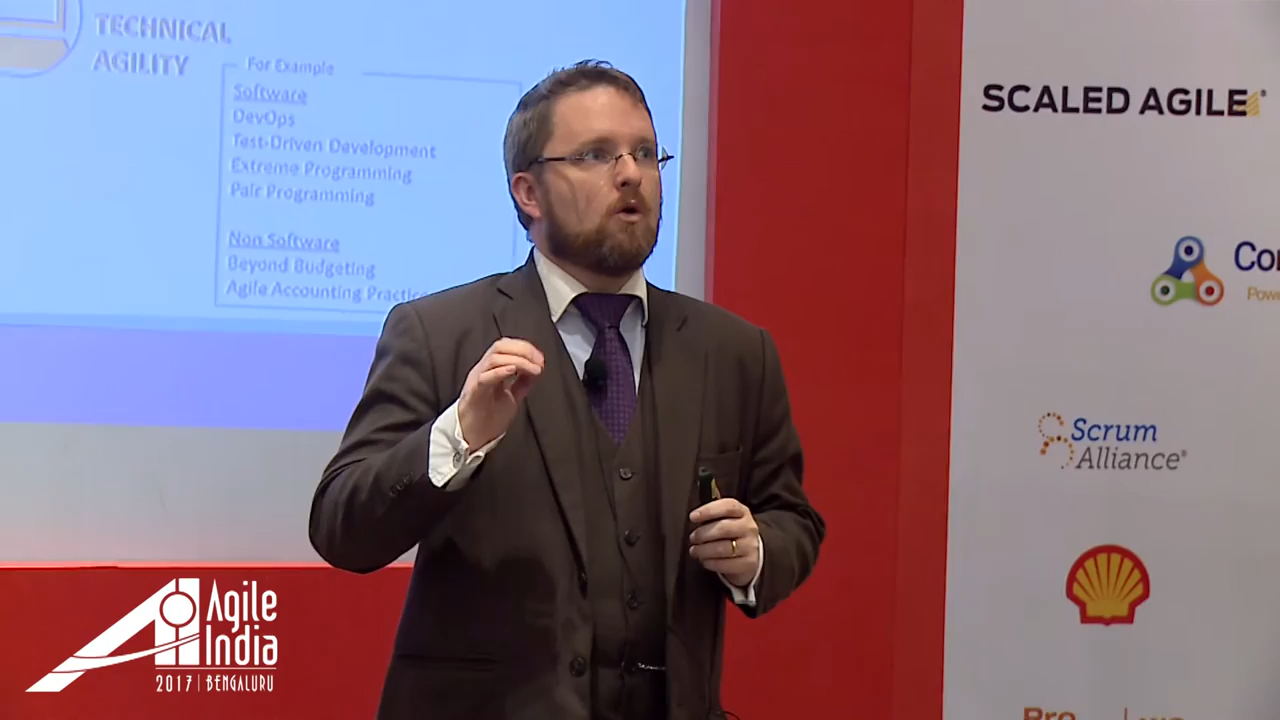 TECHNICAL
AGILITY
For Example
Software
DevOps
Test-Driven Development
Extreme Programming
Pair Programming
Non Software
Beyond Budgeting
Agile Accounting
SCALED AGILE®
Scrum
Alliance®
Agile
India
2017 | BENGALURU